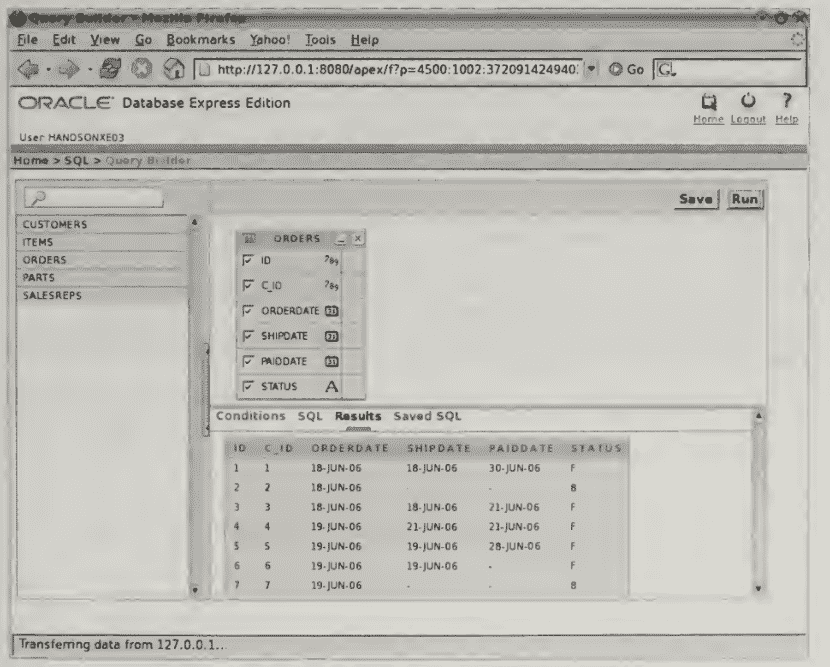 Query Builder - Mozilla Firefox
File Edit View Go Bookmarks Yahoo! Tools Help
http://127.0.0.1:8080/apex/f?p=4500:1002:372091424940: Go G
ORACLE Database Express Edition
Home Logout Help
User HANDSONXE03
Home > SQL > Query Builder
Save Run
CUSTOMERS
ITEMS
ORDERS
PARTS
SALESREPS
ORDERS
ID 789
C_ID 789
ORDERDATE 31
SHIPDATE 31
PAIDDATE 31
STATUS A
Conditions SQL Results Saved SQL
ID C_ID ORDERDATE SHIPDATE PAIDDATE STATUS
1 1 18-JUN-06 18-JUN-06 30-JUN-06 F
2 2 18-JUN-06 - - B
3 3 18-JUN-06 18-JUN-06 21-JUN-06 F
4 4 19-JUN-06 21-JUN-06 21-JUN-06 F
5 5 19-JUN-06 19-JUN-06 28-JUN-06 F
6 6 19-JUN-06 19-JUN-06 - F
7 7 19-JUN-06 - - B
Transferring data from 127.0.0.1...